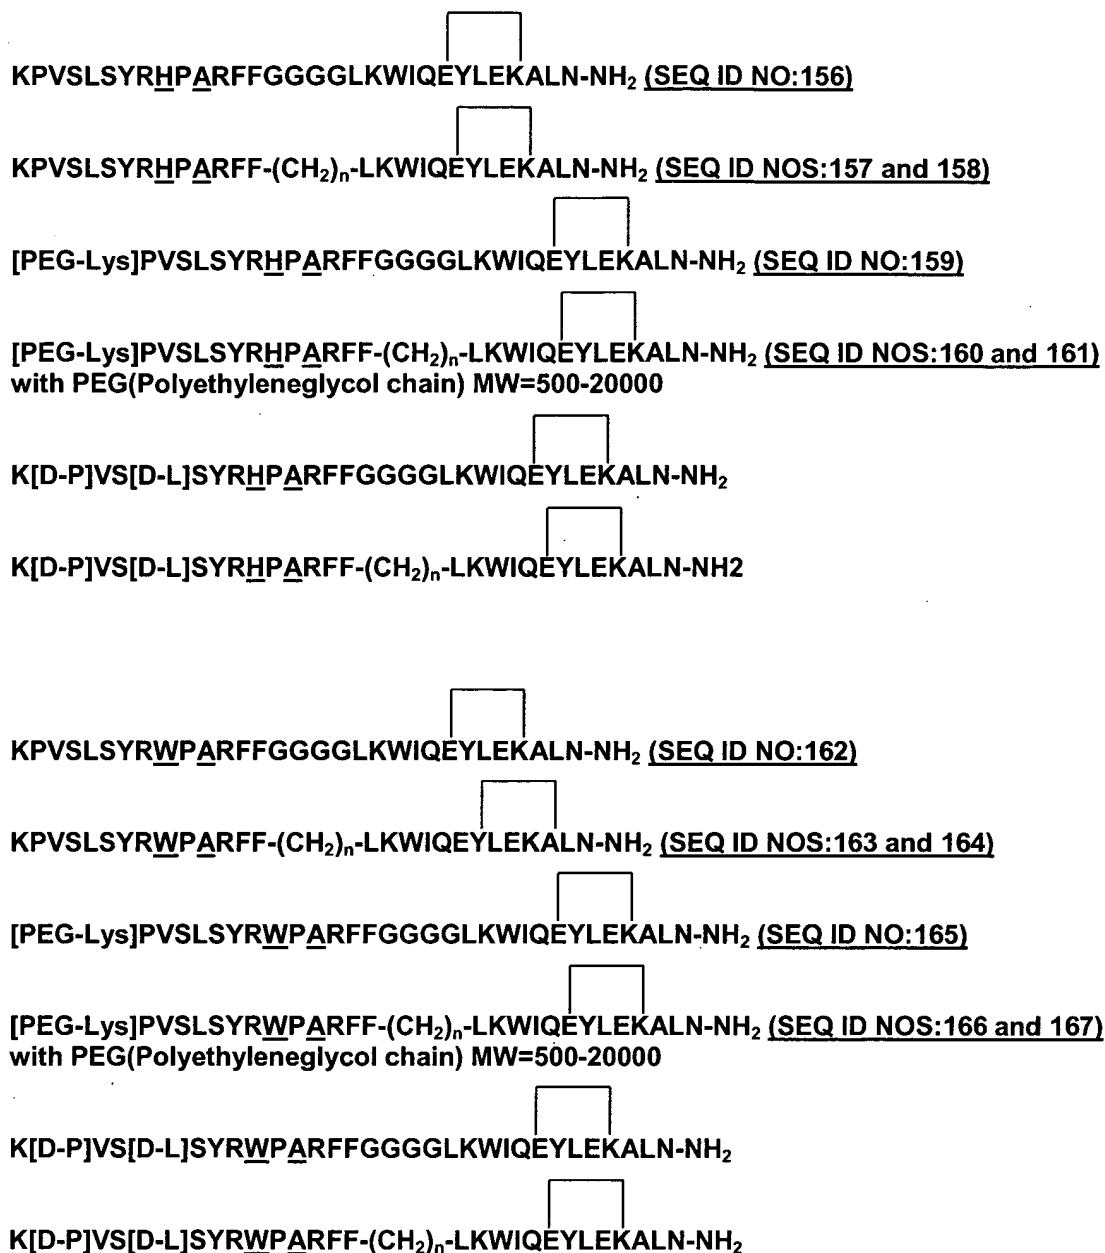 KPVSLSYRHPARFFGGGGLKWIQEYLEKALN-NH₂ (SEQ ID NO:156)
KPVSLSYRHPARFF-(CH₂)ₙ-LKWIQEYLEKALN-NH₂ (SEQ ID NOS:157 and 158)
[PEG-Lys]PVSLSYRHPARFFGGGGLKWIQEYLEKALN-NH₂ (SEQ ID NO:159)
[PEG-Lys]PVSLSYRHPARFF-(CH₂)ₙ-LKWIQEYLEKALN-NH₂ (SEQ ID NOS:160 and 161)
with PEG(Polyethyleneglycol chain) MW=500-20000
K[D-P]VS[D-L]SYRHPARFFGGGGLKWIQEYLEKALN-NH₂
K[D-P]VS[D-L]SYRHPARFF-(CH₂)ₙ-LKWIQEYLEKALN-NH2
KPVSLSYRWPARFFGGGGLKWIQEYLEKALN-NH₂ (SEQ ID NO:162)
KPVSLSYRWPARFF-(CH₂)ₙ-LKWIQEYLEKALN-NH₂ (SEQ ID NOS:163 and 164)
[PEG-Lys]PVSLSYRWPARFFGGGGLKWIQEYLEKALN-NH₂ (SEQ ID NO:165)
[PEG-Lys]PVSLSYRWPARFF-(CH₂)ₙ-LKWIQEYLEKALN-NH₂ (SEQ ID NOS:166 and 167)
with PEG(Polyethyleneglycol chain) MW=500-20000
K[D-P]VS[D-L]SYRWPARFFGGGGLKWIQEYLEKALN-NH₂
K[D-P]VS[D-L]SYRWPARFF-(CH₂)ₙ-LKWIQEYLEKALN-NH₂